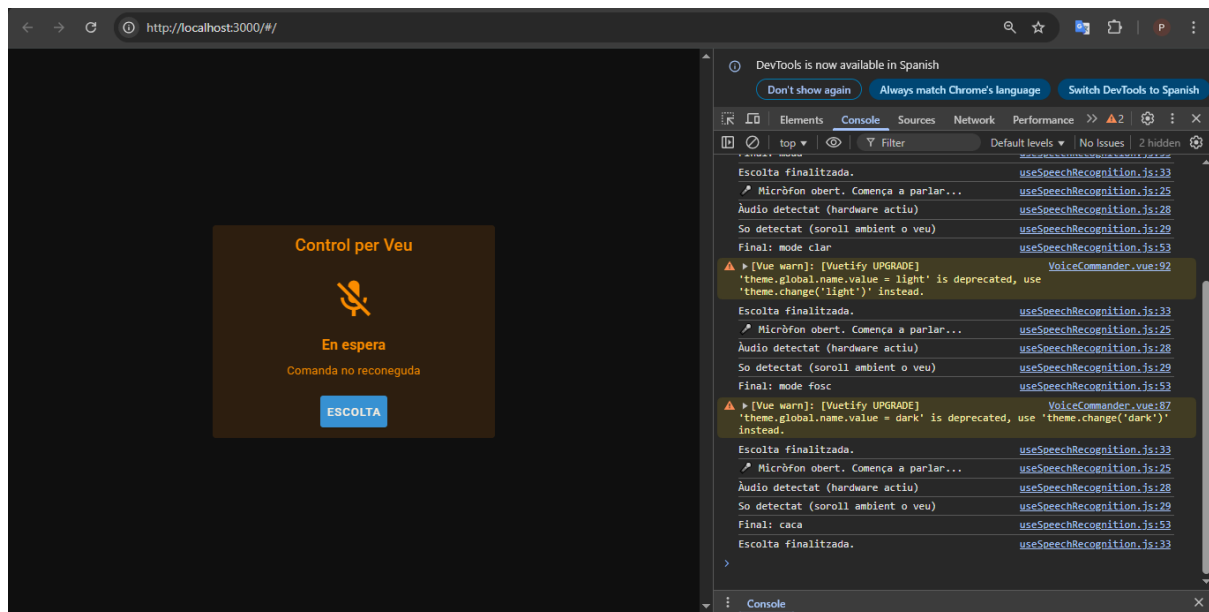 http://localhost:3000/#/
P
DevTools is now available in Spanish
Don't show again
Always match Chrome's language
Switch DevTools to Spanish
Elements
Console
Sources
Network
Performance
2
top
Filter
Default levels
No Issues
2 hidden
Escolta finalitzada. useSpeechRecognition.js:33
Micròfon obert. Comença a parlar... useSpeechRecognition.js:25
Àudio detectat (hardware actiu) useSpeechRecognition.js:28
So detectat (soroll ambient o veu) useSpeechRecognition.js:29
Final: mode clar useSpeechRecognition.js:53
[Vue warn]: [Vuetify UPGRADE] VoiceCommander.vue:92
'theme.global.name.value = light' is deprecated, use
'theme.change('light')' instead.
Escolta finalitzada. useSpeechRecognition.js:33
Micròfon obert. Comença a parlar... useSpeechRecognition.js:25
Àudio detectat (hardware actiu) useSpeechRecognition.js:28
So detectat (soroll ambient o veu) useSpeechRecognition.js:29
Final: mode fosc useSpeechRecognition.js:53
[Vue warn]: [Vuetify UPGRADE] VoiceCommander.vue:87
'theme.global.name.value = dark' is deprecated, use 'theme.change('dark')'
instead.
Escolta finalitzada. useSpeechRecognition.js:33
Micròfon obert. Comença a parlar... useSpeechRecognition.js:25
Àudio detectat (hardware actiu) useSpeechRecognition.js:28
So detectat (soroll ambient o veu) useSpeechRecognition.js:29
Final: caca useSpeechRecognition.js:53
Escolta finalitzada. useSpeechRecognition.js:33
Console
Control per Veu
En espera
Comanda no reconeguda
ESCOLTA